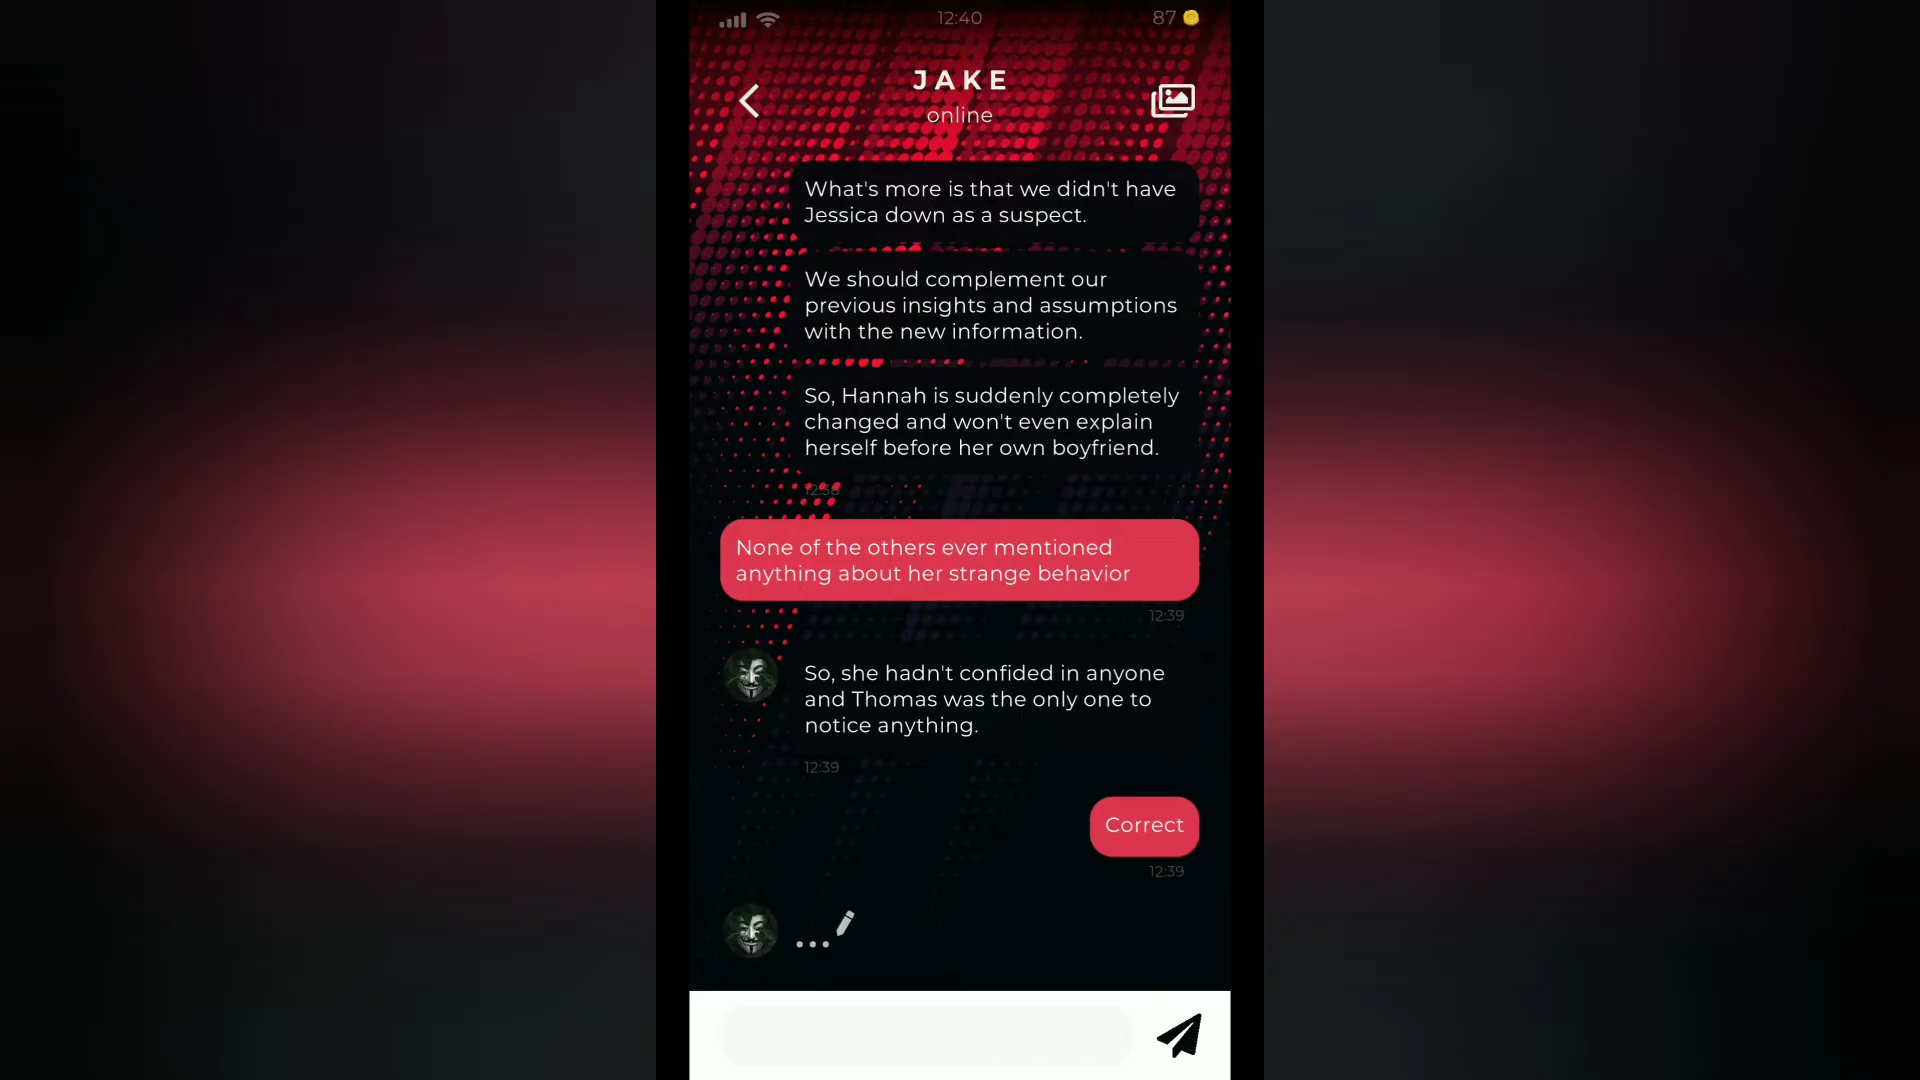 12:40
87
JAKE
online
What's more is that we didn't have
Jessica down as a suspect.
We should complement our
previous insights and assumptions
with the new information.
So, Hannah is suddenly completely
changed and won't even explain
herself before her own boyfriend.
12:38
None of the others ever mentioned
anything about her strange behavior
12:39
So, she hadn't confided in anyone
and Thomas was the only one to
notice anything.
12:39
Correct
12:39
...